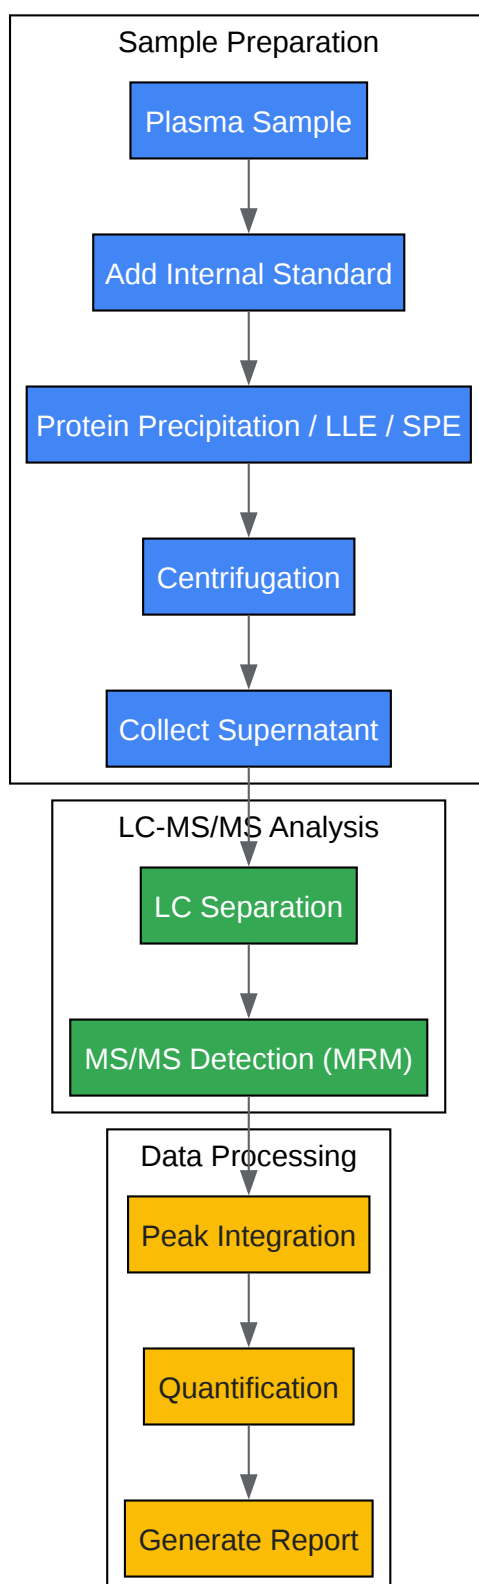 Sample Preparation
Plasma Sample
Add Internal Standard
Protein Precipitation / LLE / SPE
Centrifugation
Collect Supernatant
LC-MS/MS Analysis
LC Separation
MS/MS Detection (MRM)
Data Processing
Peak Integration
Quantification
Generate Report